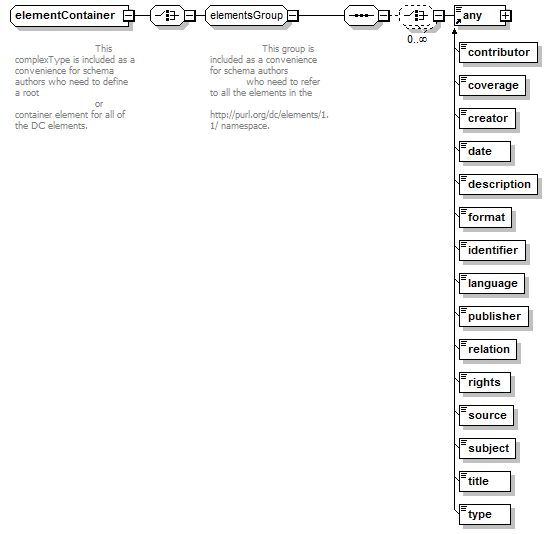 elementContainer
elementsGroup
any
0..∞
This
complexType is included as a
convenience for schema
authors who need to define
a root
or
container element for all of
the DC elements.
This group is
included as a convenience
for schema authors
who need to refer
to all the elements in the
http://purl.org/dc/elements/1.
1/ namespace.
contributor
coverage
creator
date
description
format
identifier
language
publisher
relation
rights
source
subject
title
type